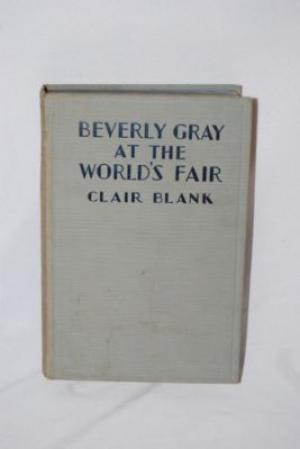 BEVERLY GRAY
AT THE
WORLD'S FAIR
CLAIR BLANK